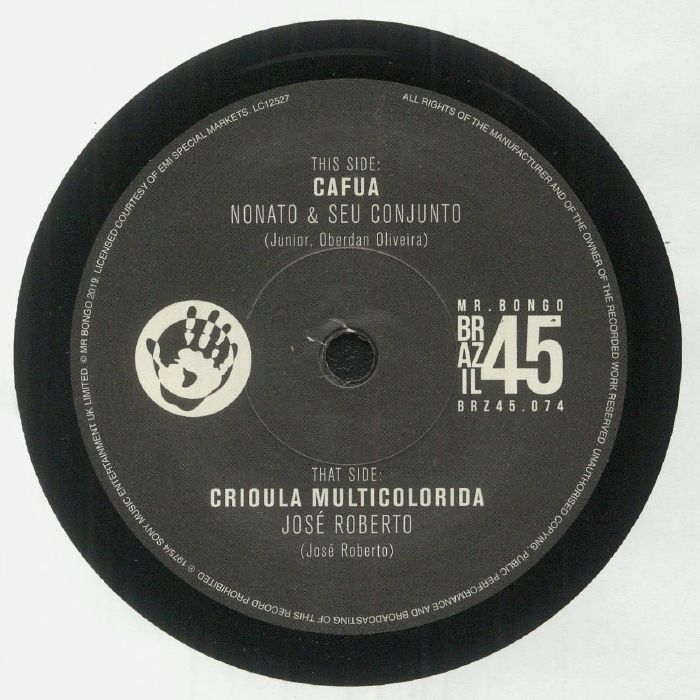 THIS SIDE:
CAFUA
NONATO & SEU CONJUNTO
(Junior, Oberdan Oliveira)
MR.BONGO
BRAZIL
45
BRZ45.074
THAT SIDE:
CRIOULA MULTICOLORIDA
JOSÉ ROBERTO
(José Roberto)
℗ 1975/4 SONY MUSIC ENTERTAINMENT UK LIMITED. © MR BONGO 2019. LICENSED COURTESY OF EMI SPECIAL MARKETS. LC12527
ALL RIGHTS OF THE MANUFACTURER AND OF THE OWNER OF THE RECORDED WORK RESERVED. UNAUTHORISED COPYING, PUBLIC PERFORMANCE AND BROADCASTING OF THIS RECORD PROHIBITED